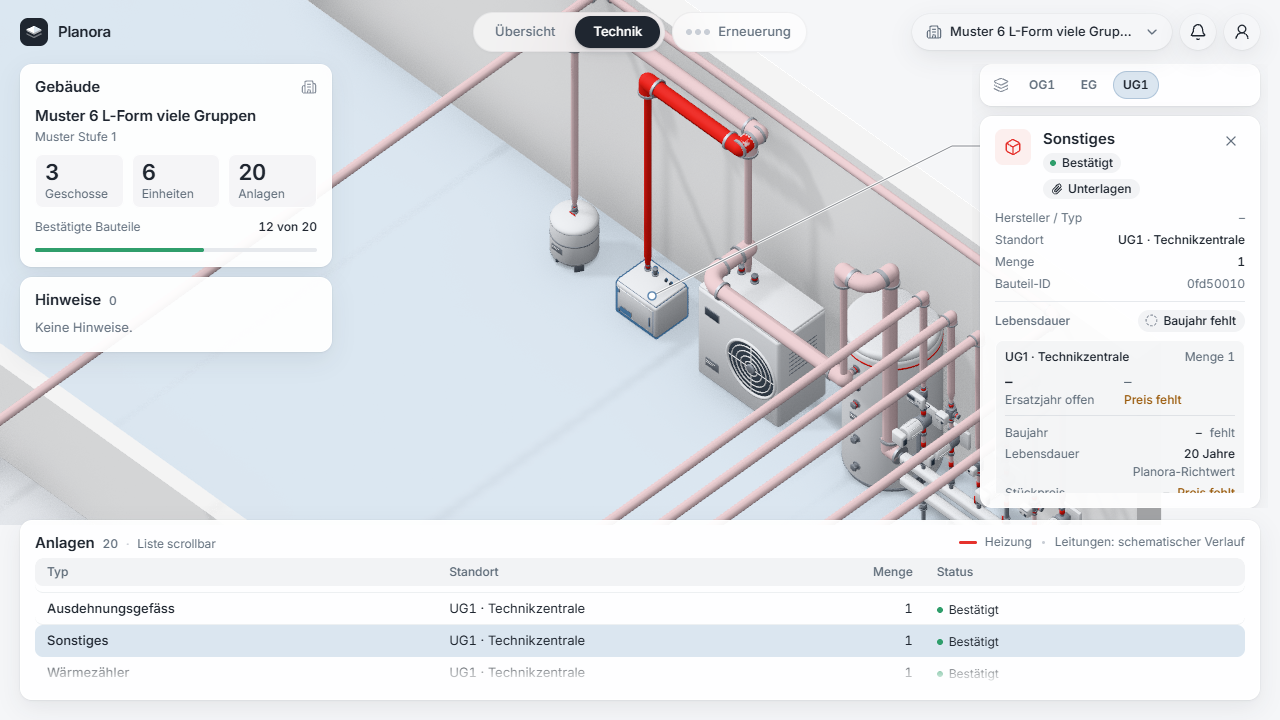 Planora
Übersicht
Technik
Erneuerung
Muster 6 L-Form viele Grup...
Gebäude
Muster 6 L-Form viele Gruppen
Muster Stufe 1
3
Geschosse
6
Einheiten
20
Anlagen
Bestätigte Bauteile
12 von 20
Hinweise 0
Keine Hinweise.
OG1
EG
UG1
Sonstiges
Bestätigt
Unterlagen
Hersteller / Typ –
Standort UG1 · Technikzentrale
Menge 1
Bauteil-ID 0fd50010
Lebensdauer Baujahr fehlt
UG1 · Technikzentrale Menge 1
– –
Ersatzjahr offen Preis fehlt
Baujahr – fehlt
Lebensdauer 20 Jahre
Planora-Richtwert
Stückpreis – Preis fehlt
Anlagen 20 · Liste scrollbar
Heizung · Leitungen: schematischer Verlauf
Typ Standort Menge Status
Ausdehnungsgefäss UG1 · Technikzentrale 1 Bestätigt
Sonstiges UG1 · Technikzentrale 1 Bestätigt
Wärmezähler UG1 · Technikzentrale 1 Bestätigt